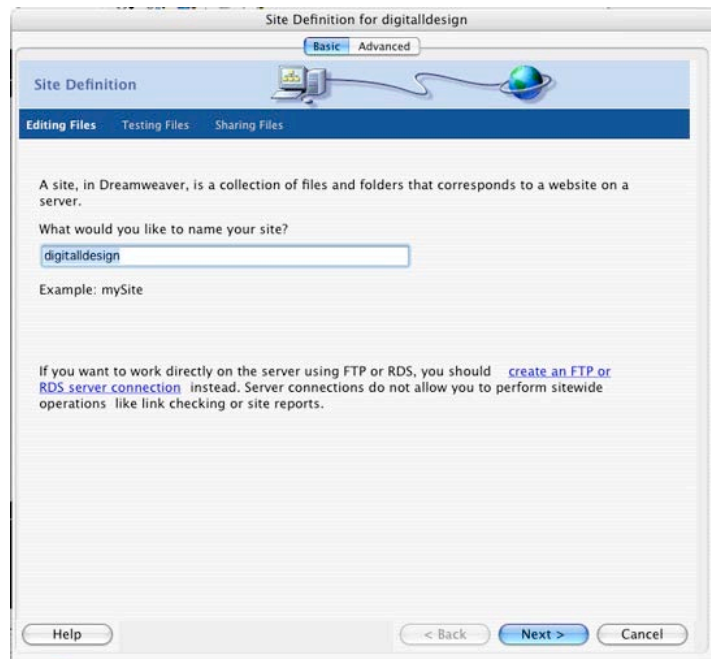 Site Definition for digitalldesign
Basic Advanced
Site Definition
Editing Files Testing Files Sharing Files
A site, in Dreamweaver, is a collection of files and folders that corresponds to a website on a
server.
What would you like to name your site?
digitalldesign
Example: mySite
If you want to work directly on the server using FTP or RDS, you should create an FTP or
RDS server connection instead. Server connections do not allow you to perform sitewide
operations like link checking or site reports.
Help < Back Next > Cancel